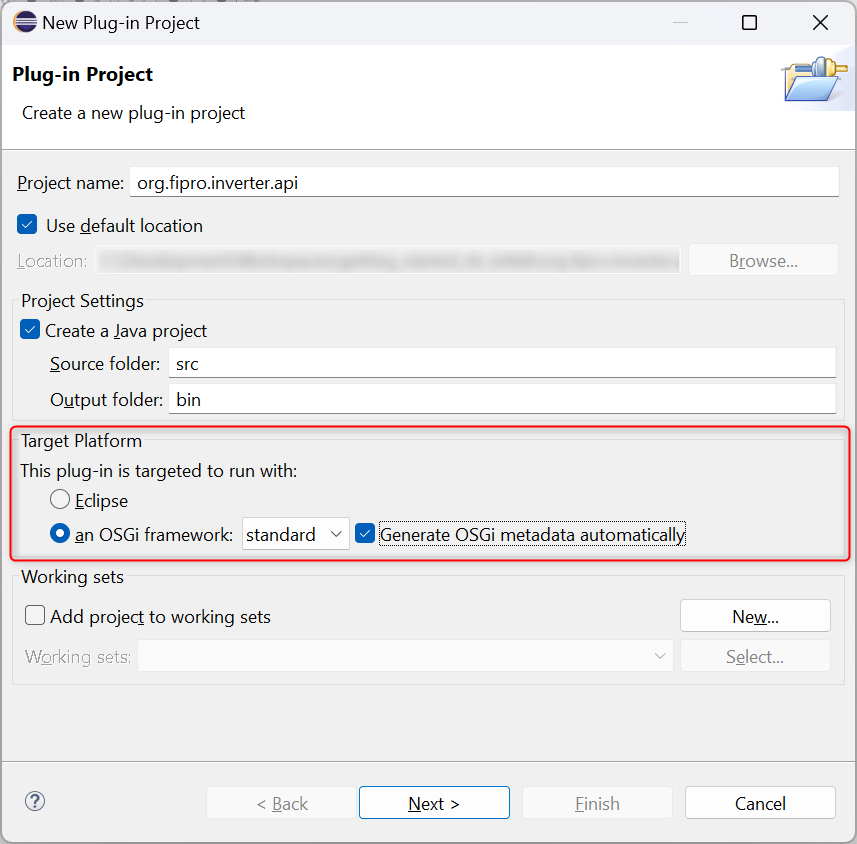 New Plug-in Project
Plug-in Project
Create a new plug-in project
Project name: org.fipro.inverter.api
Use default location
Location:
Browse...
Project Settings
Create a Java project
Source folder: src
Output folder: bin
Target Platform
This plug-in is targeted to run with:
Eclipse
an OSGi framework: standard Generate OSGi metadata automatically
Working sets
Add project to working sets New...
Working sets: Select...
< Back Next > Finish Cancel